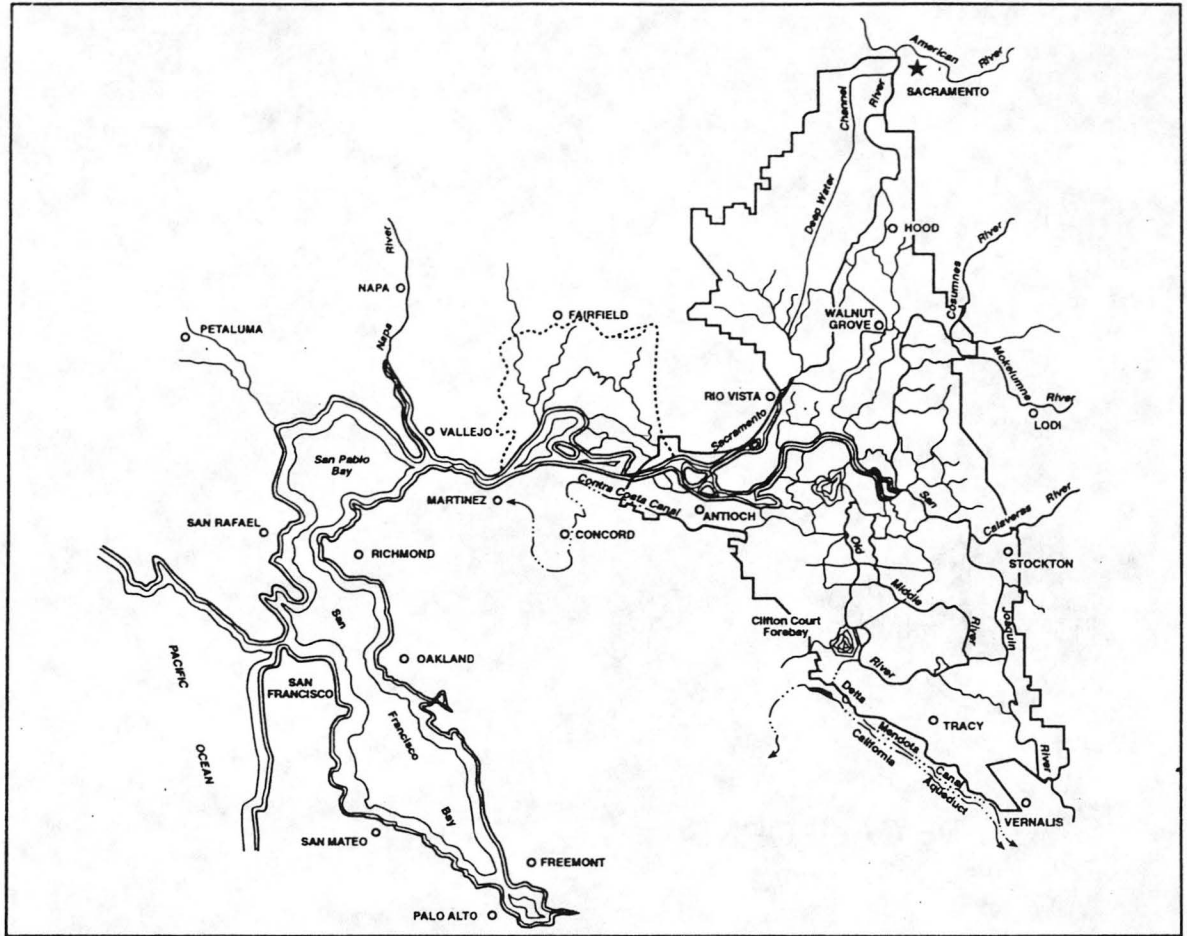 American
River
SACRAMENTO
Deep Water
Channel
River
HOOD
River
Cosumnes
NAPA
River
Napa
PETALUMA
FAIRFIELD
WALNUT
GROVE
Mokelumne
River
LODI
RIO VISTA
Sacramento
VALLEJO
San Pablo
Bay
MARTINEZ
Contra Costa Canal
ANTIOCH
San
Calaveras
River
SAN RAFAEL
RICHMOND
CONCORD
STOCKTON
Old
Middle
River
Joaquin
Clifton Court
Forebay
River
San
OAKLAND
PACIFIC
OCEAN
SAN
FRANCISCO
Francisco
Bay
Delta
Mendota
Canal
California
Aqueduct
TRACY
River
VERNALIS
SAN MATEO
FREEMONT
PALO ALTO